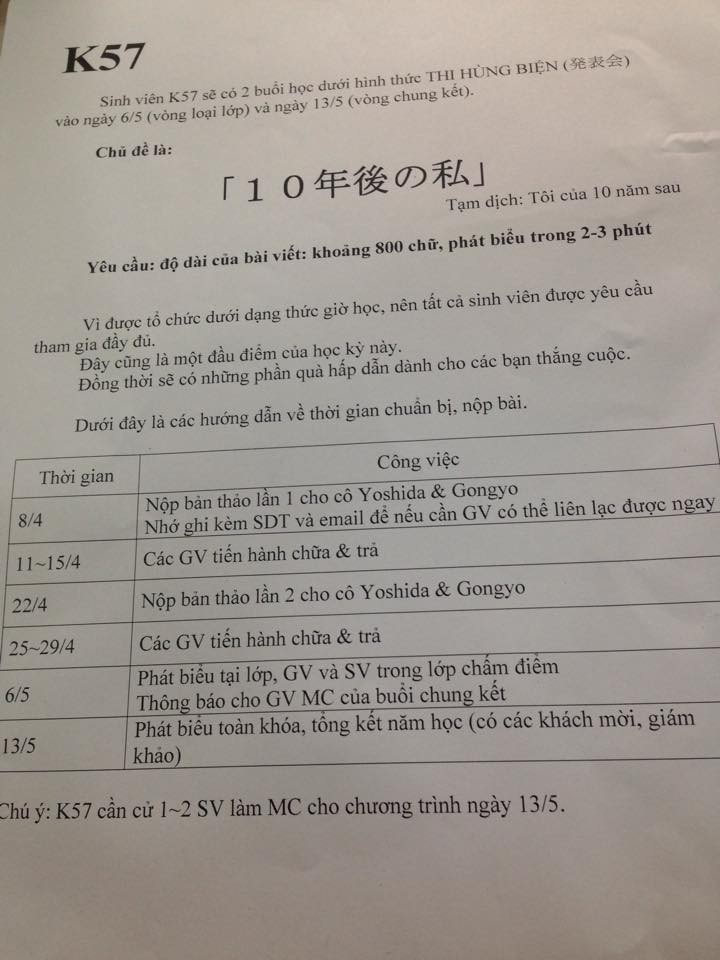 K57
Sinh viên K57 sẽ có 2 buổi học dưới hình thức THI HÙNG BIỆN (発表会)
vào ngày 6/5 (vòng loại lớp) và ngày 13/5 (vòng chung kết).
Chủ đề là:
「１０年後の私」
Tạm dịch: Tôi của 10 năm sau
Yêu cầu: độ dài của bài viết: khoảng 800 chữ, phát biểu trong 2-3 phút
Vì được tổ chức dưới dạng thức giờ học, nên tất cả sinh viên được yêu cầu
tham gia đầy đủ.
Đây cũng là một đầu điểm của học kỳ này.
Đồng thời sẽ có những phần quà hấp dẫn dành cho các bạn thắng cuộc.
Dưới đây là các hướng dẫn về thời gian chuẩn bị, nộp bài.
Thời gian Công việc
8/4 Nộp bản thảo lần 1 cho cô Yoshida & Gongyo
Nhớ ghi kèm SDT và email để nếu cần GV có thể liên lạc được ngay
11~15/4 Các GV tiến hành chữa & trả
22/4 Nộp bản thảo lần 2 cho cô Yoshida & Gongyo
25~29/4 Các GV tiến hành chữa & trả
6/5 Phát biểu tại lớp, GV và SV trong lớp chấm điểm
Thông báo cho GV MC của buổi chung kết
13/5 Phát biểu toàn khóa, tổng kết năm học (có các khách mời, giám
khảo)
Chú ý: K57 cần cử 1~2 SV làm MC cho chương trình ngày 13/5.